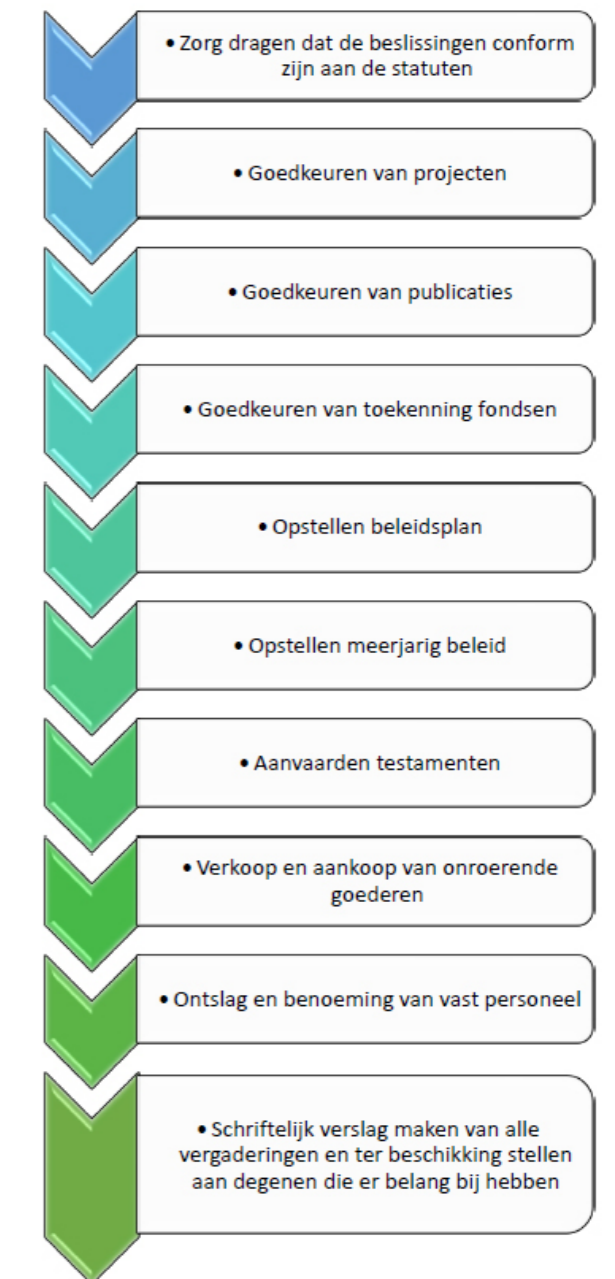 • Zorg dragen dat de beslissingen conform
zijn aan de statuten
• Goedkeuren van projecten
• Goedkeuren van publicaties
• Goedkeuren van toekenning fondsen
• Opstellen beleidsplan
• Opstellen meerjarig beleid
• Aanvaarden testamenten
• Verkoop en aankoop van onroerende
goederen
• Ontslag en benoeming van vast personeel
• Schriftelijk verslag maken van alle
vergaderingen en ter beschikking stellen
aan degenen die er belang bij hebben